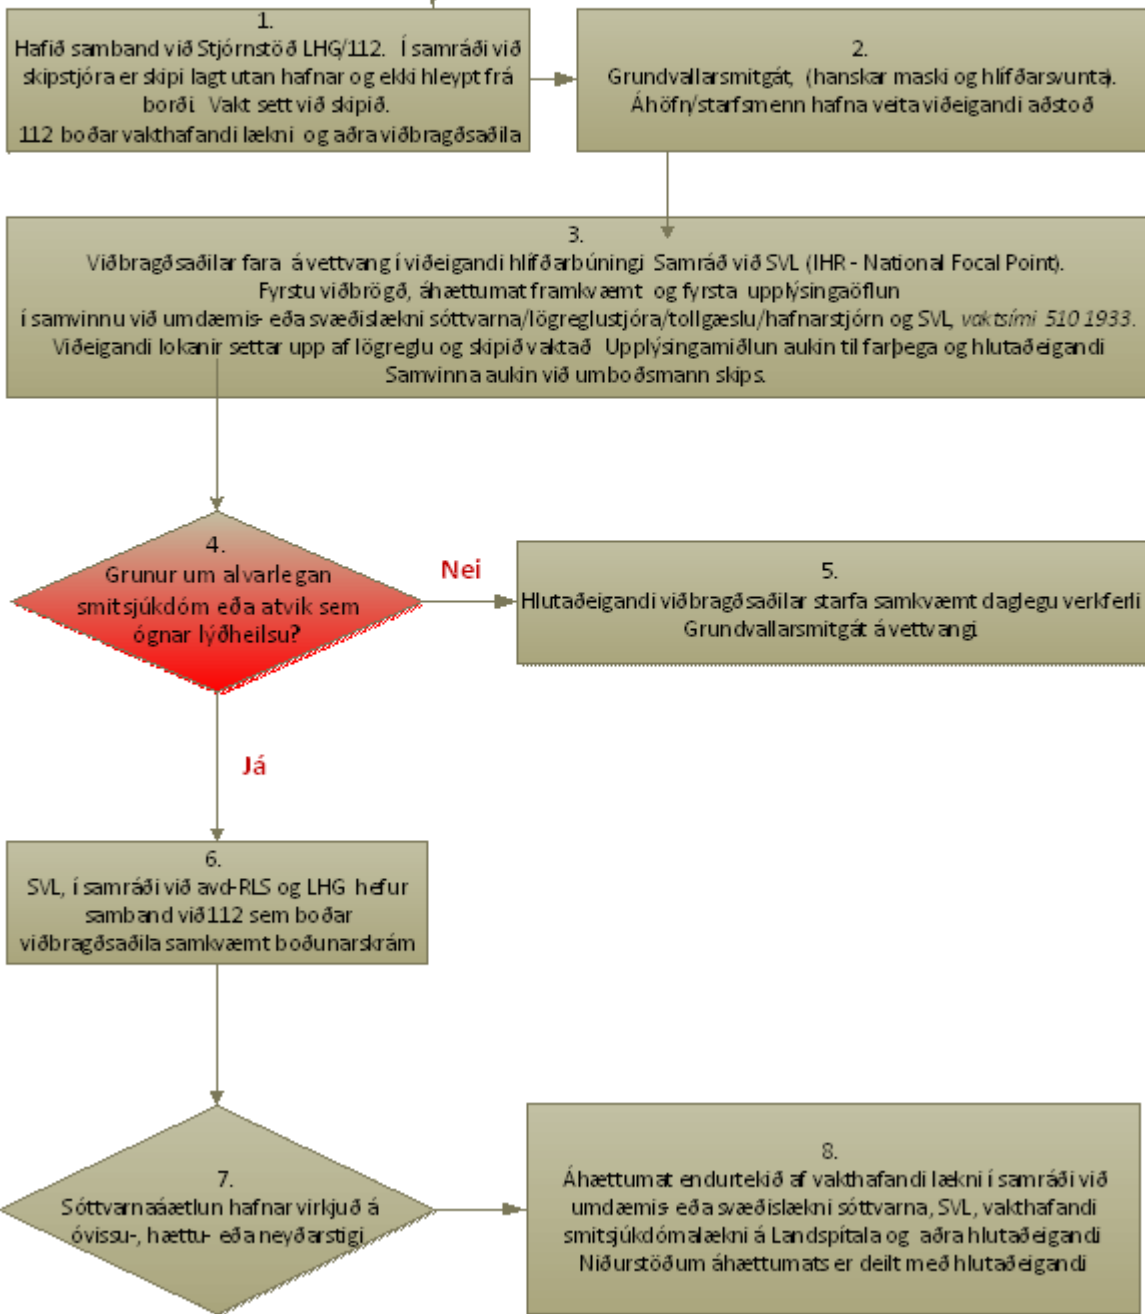 1.
Hafið samband við Stjórnstöð LHG/112. Í samráði við
skipstjóra er skipi lagt utan hafnar og ekki hleypt frá
borði. Vakt sett við skipið.
112 boðar vakthafandi lækni og aðra viðbragðsaðila
2.
Grundvallarsmitgát, (hanskar maski og hlífðarsvunta).
Áhöfn/starfsmenn hafna veita viðeigandi aðstoð
3.
Viðbragðsaðilar fara á vettvang í viðeigandi hlífðarbúningi. Samráð við SVL (IHR - National Focal Point).
Fyrstu viðbrögð, áhættumat framkvæmt og fyrsta upplýsingaöflun
í samvinnu við umdæmis- eða svæðislækni sóttvarna/lögreglustjóra/tollgæslu/hafnarstjórn og SVL, vaktsími 510 1933.
Viðeigandi lokanir settar upp af lögreglu og skipið vaktað Upplýsingamiðlun aukin til farþega og hlutaðeigandi
Samvinna aukin við umboðsmann skips.
4.
Grunur um alvarlegan
smitsjúkdóm eða atvik sem
ógnar lýðheilsu?
Nei
5.
Hlutaðeigandi viðbragðsaðilar starfa samkvæmt daglegu verkferli
Grundvallarsmitgát á vettvangi
Já
6.
SVL, í samráði við avd-RLS og LHG hefur
samband við 112 sem boðar
viðbragðsaðila samkvæmt boðunarskrám
7.
Sóttvarnaáætlun hafnar virkjuð á
óvissu-, hættu- eða neyðarstigi
8.
Áhættumat endurtekið af vakthafandi lækni í samráði við
umdæmis- eða svæðislækni sóttvarna, SVL, vakthafandi
smitsjúkdómalækni á Landspítala og aðra hlutaðeigandi
Niðurstöðum áhættumats er deilt með hlutaðeigandi